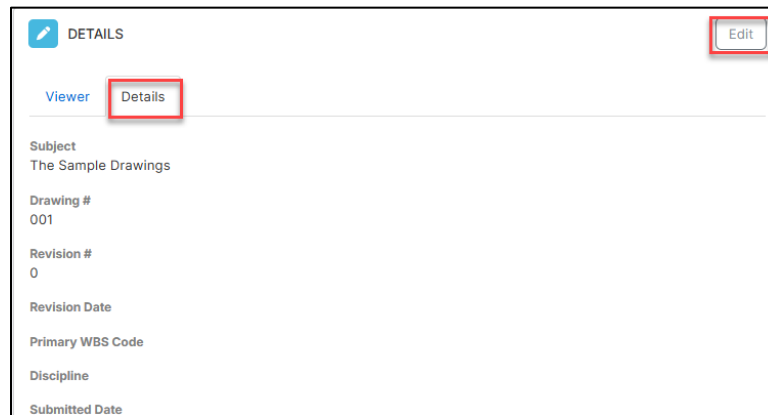 DETAILS
Edit
Viewer Details
Subject
The Sample Drawings
Drawing #
001
Revision #
0
Revision Date
Primary WBS Code
Discipline
Submitted Date